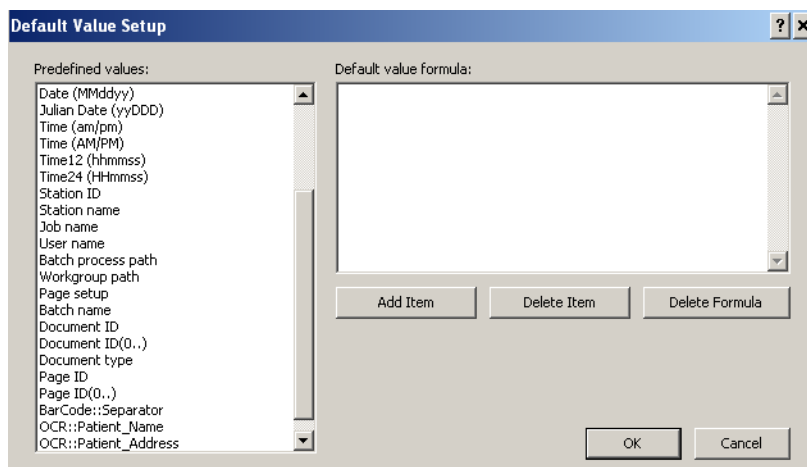 Default Value Setup
Predefined values:
Date (MMddyy)
Julian Date (yyDDD)
Time (am/pm)
Time (AM/PM)
Time12 (hhmmss)
Time24 (HHmmss)
Station ID
Station name
Job name
User name
Batch process path
Workgroup path
Page setup
Batch name
Document ID
Document ID(0..)
Document type
Page ID
Page ID(0..)
BarCode::Separator
OCR::Patient_Name
OCR::Patient_Address
Default value formula:
Add Item
Delete Item
Delete Formula
OK
Cancel